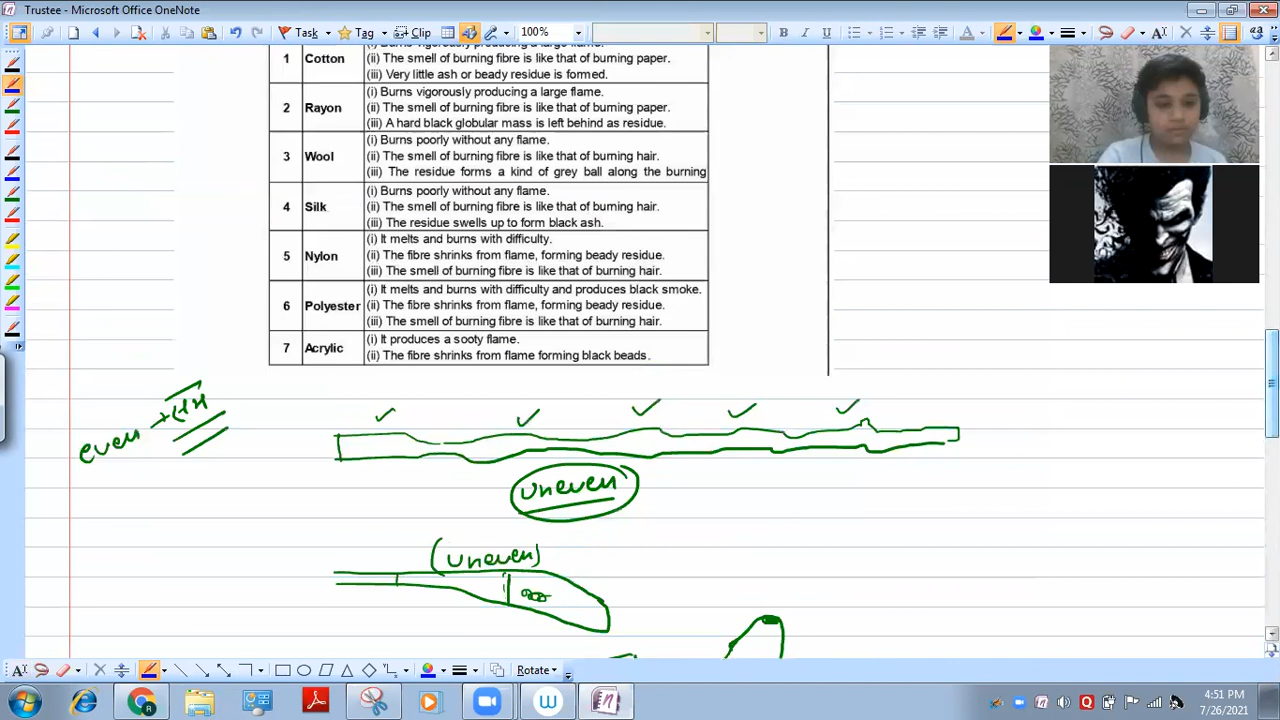 Trustee - Microsoft Office OneNote
Task Tag Clip 100%
1 Cotton (i) Burns vigorously producing a large flame.
(ii) The smell of burning fibre is like that of burning paper.
(iii) Very little ash or beady residue is formed.
2 Rayon (i) Burns vigorously producing a large flame.
(ii) The smell of burning fibre is like that of burning paper.
(iii) A hard black globular mass is left behind as residue.
3 Wool (i) Burns poorly without any flame.
(ii) The smell of burning fibre is like that of burning hair.
(iii) The residue forms a kind of grey ball along the burning
4 Silk (i) Burns poorly without any flame.
(ii) The smell of burning fibre is like that of burning hair.
(iii) The residue swells up to form black ash.
5 Nylon (i) It melts and burns with difficulty.
(ii) The fibre shrinks from flame, forming beady residue.
(iii) The smell of burning fibre is like that of burning hair.
6 Polyester (i) It melts and burns with difficulty and produces black smoke.
(ii) The fibre shrinks from flame, forming beady residue.
(iii) The smell of burning fibre is like that of burning hair.
7 Acrylic (i) It produces a sooty flame.
(ii) The fibre shrinks from flame forming black beads.
even
uneven
(uneven)
Rotate
4:51 PM
7/26/2021